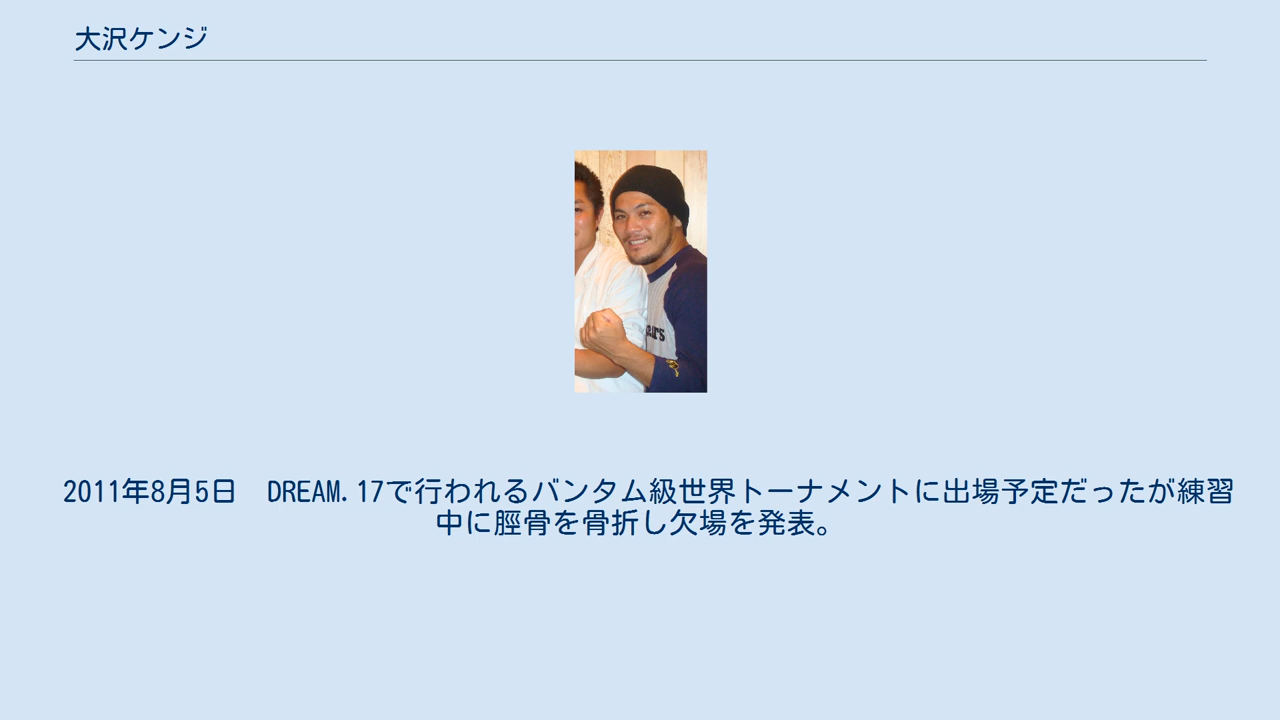 大沢ケンジ
2011年8月5日　DREAM.17で行われるバンタム級世界トーナメントに出場予定だったが練習
中に脛骨を骨折し欠場を発表。